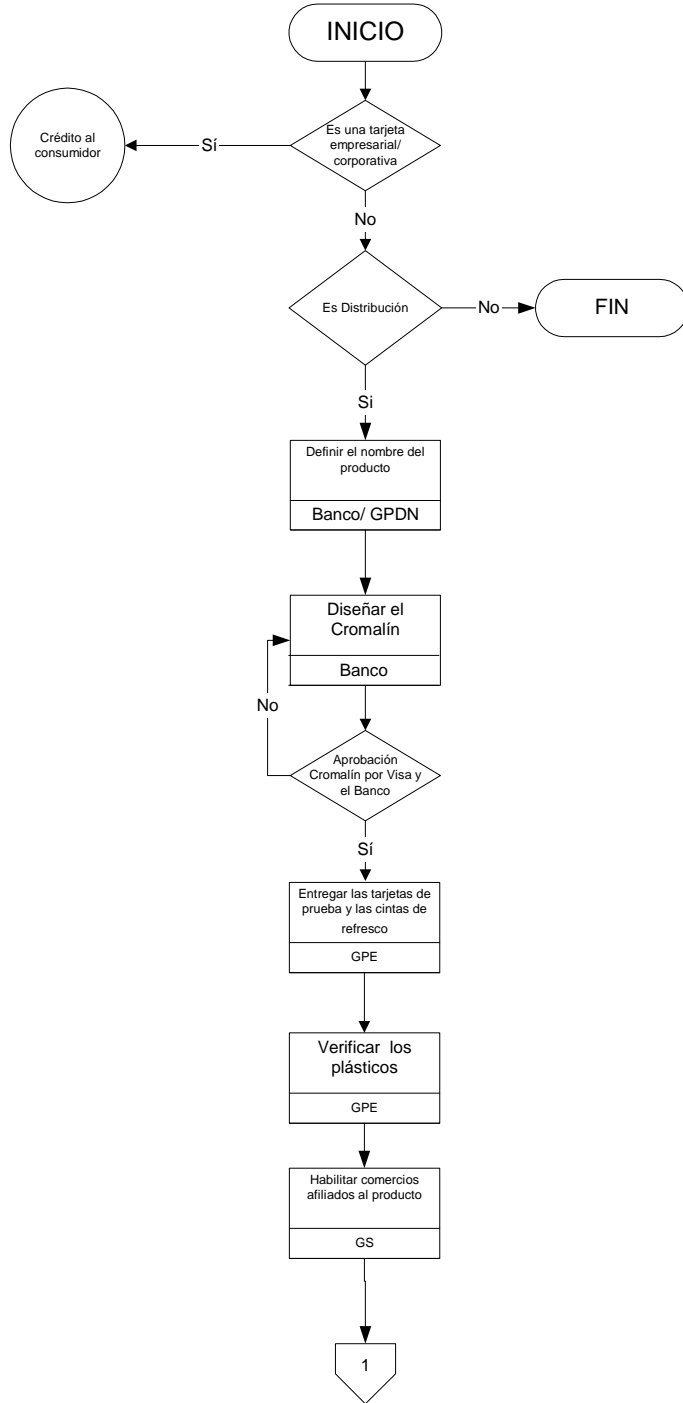 INICIO
Es una tarjeta
empresarial/
corporativa
Sí
Crédito al
consumidor
No
Es Distribución
No
FIN
Si
Definir el nombre del
producto
Banco/ GPDN
Diseñar el
Cromalín
Banco
No
Aprobación
Cromalín por Visa y
el Banco
Sí
Entregar las tarjetas de
prueba y las cintas de
refresco
GPE
Verificar los
plásticos
GPE
Habilitar comercios
afiliados al producto
GS
1